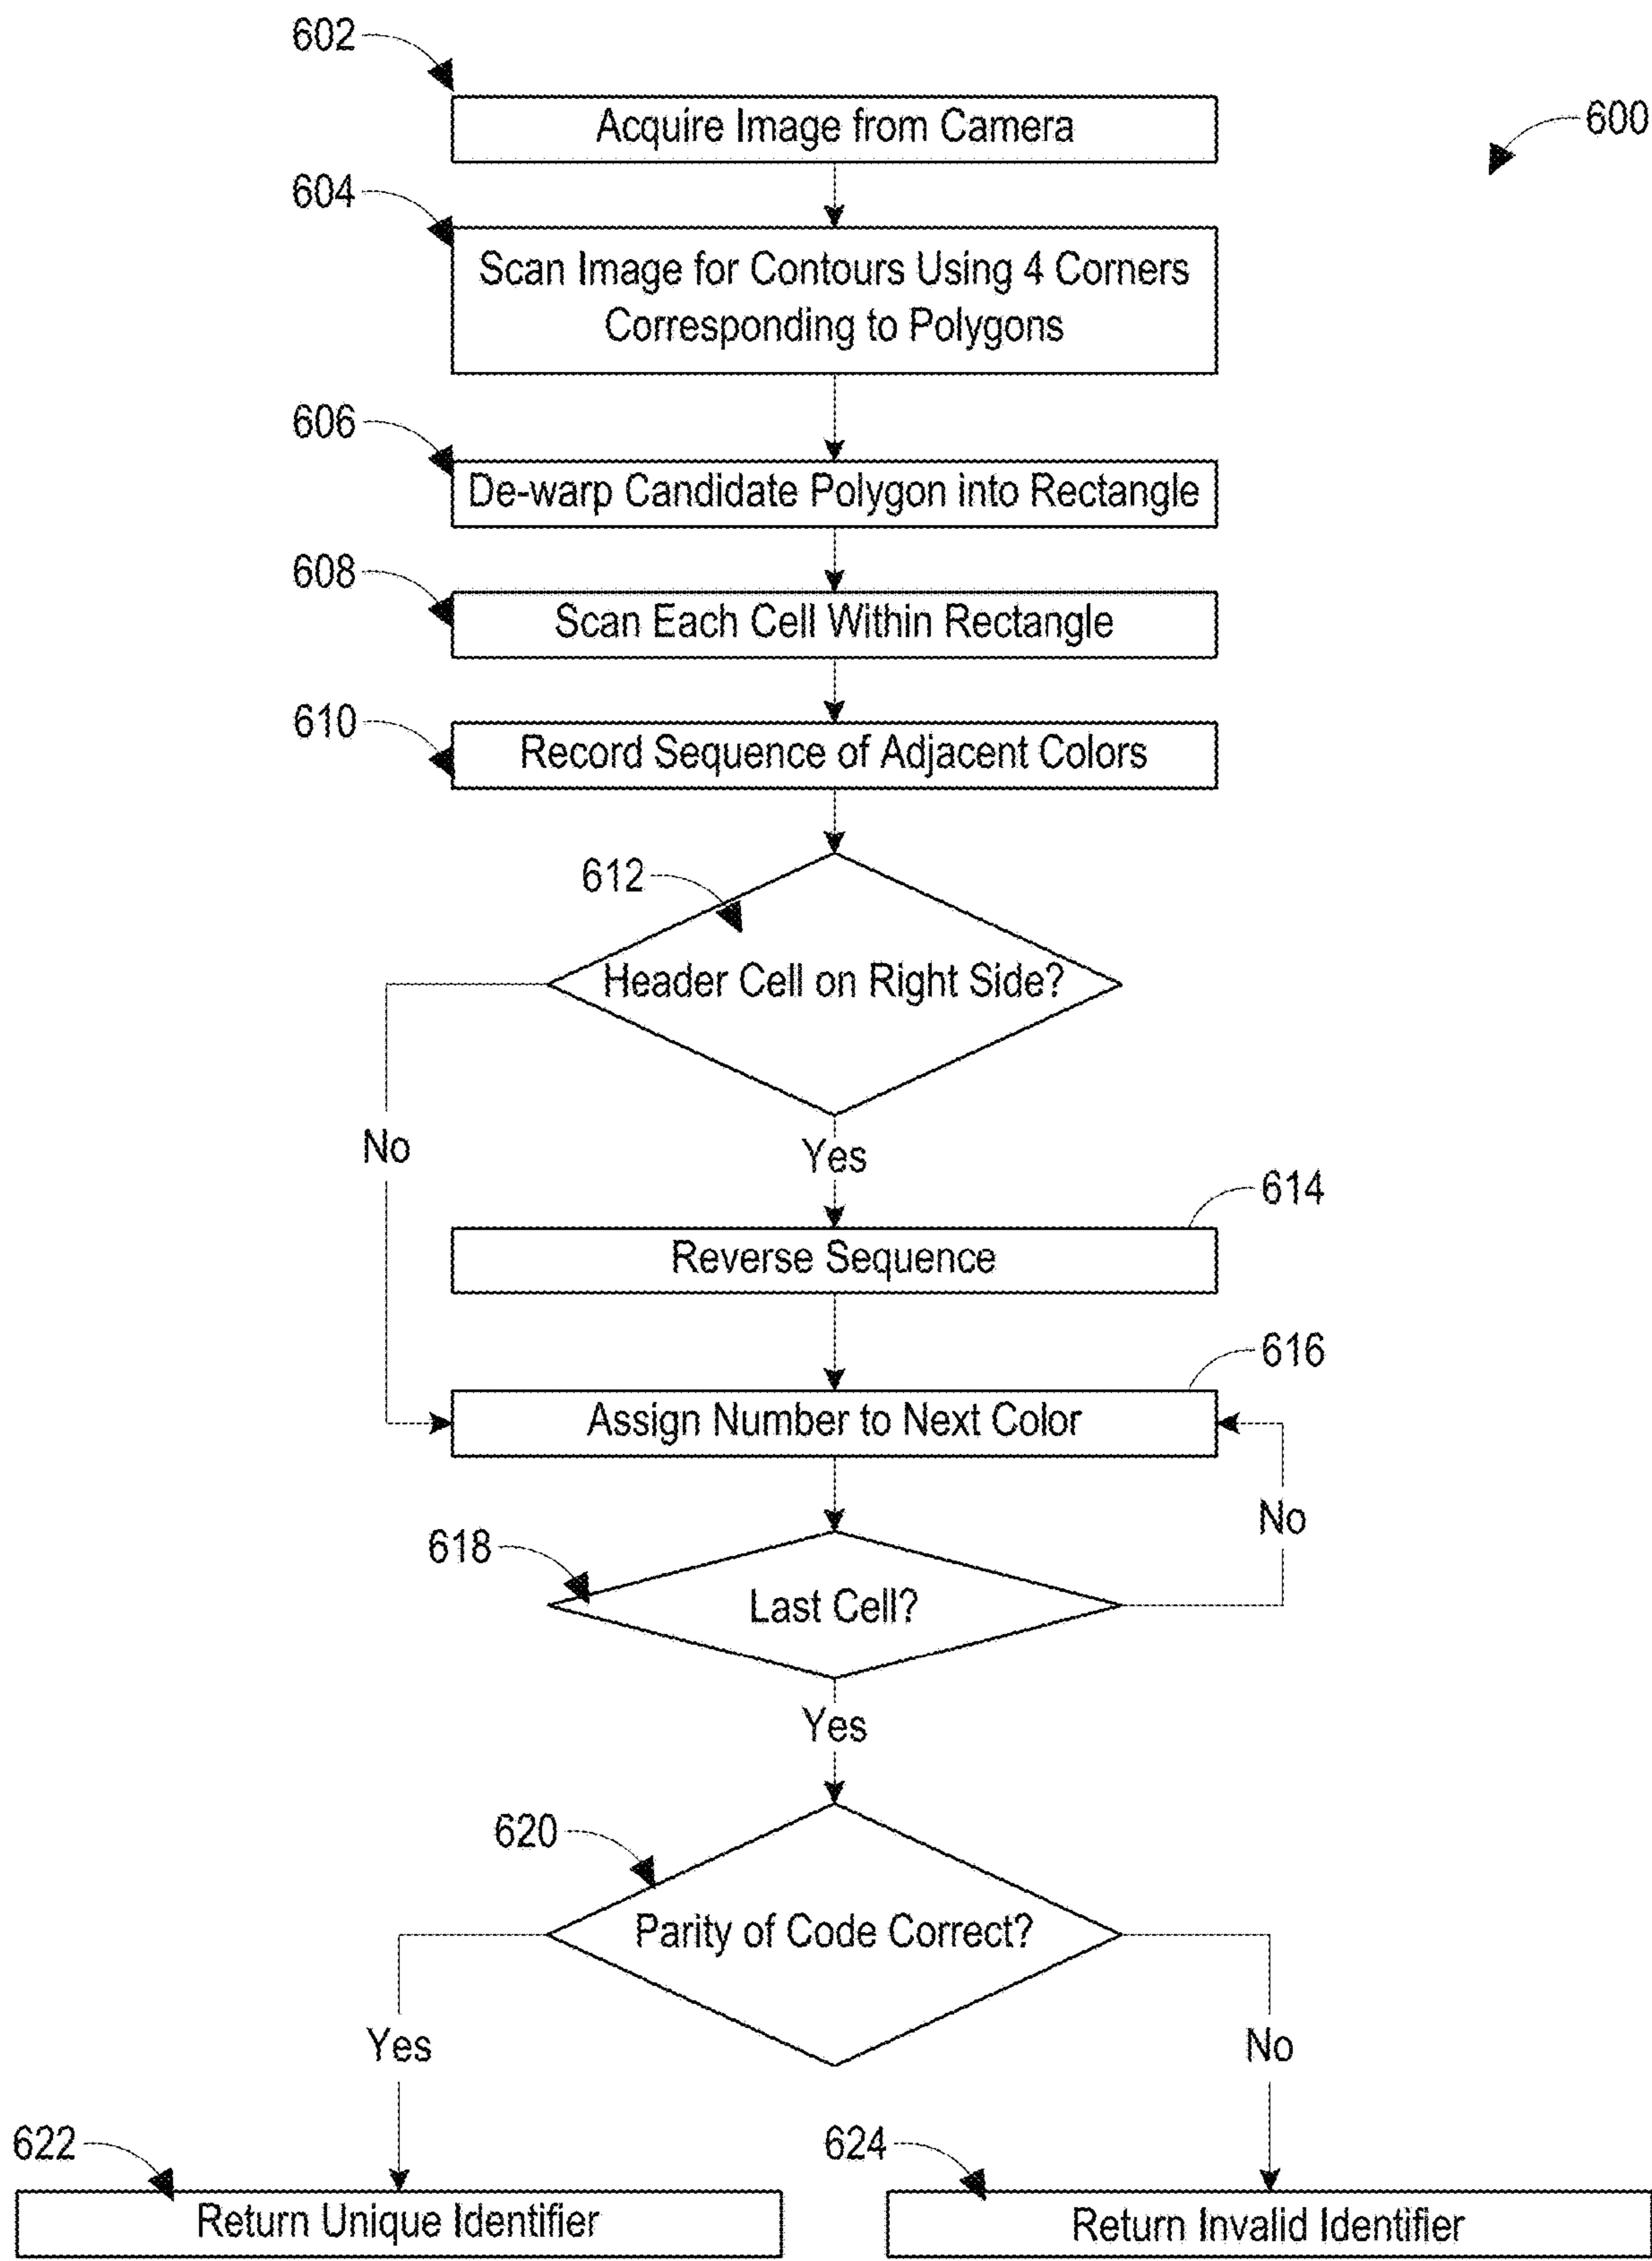 602
Acquire Image from Camera
600
604
Scan Image for Contours Using 4 Corners
Corresponding to Polygons
606
De-warp Candidate Polygon into Rectangle
608
Scan Each Cell Within Rectangle
610
Record Sequence of Adjacent Colors
612
Header Cell on Right Side?
No
Yes
614
Reverse Sequence
616
Assign Number to Next Color
No
618
Last Cell?
Yes
620
Parity of Code Correct?
Yes
No
622
624
Return Unique Identifier
Return Invalid Identifier